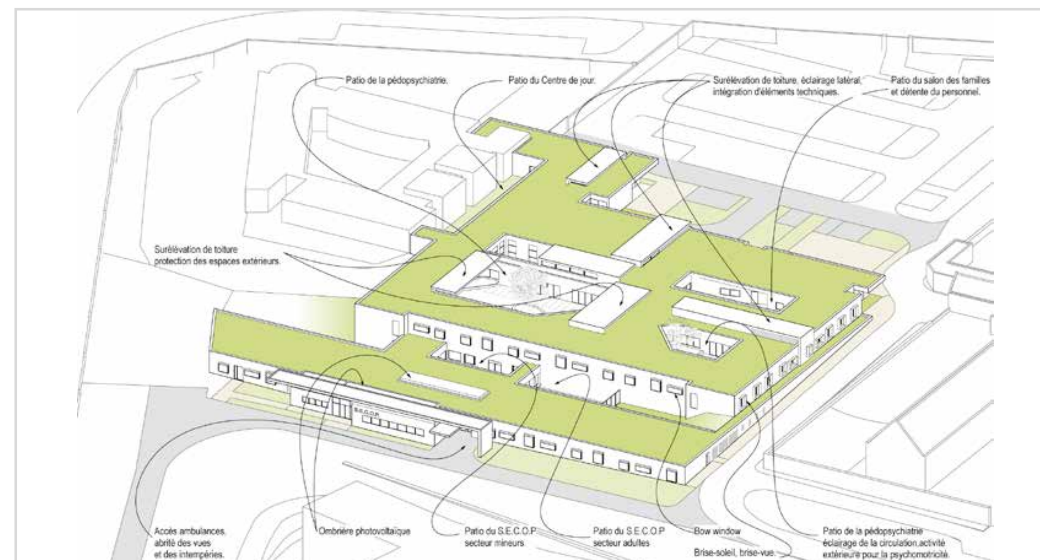 Patio de la pédopsychiatrie.
Patio du Centre de jour.
Surélévation de toiture, éclairage latéral,
intégration d'éléments techniques.
Patio du salon des familles
et détente du personnel.
Surélévation de toiture
protection des espaces extérieurs.
S.E.C.O.P.
Accès ambulances,
abrité des vues
et des intempéries.
Ombrière photovoltaïque
Patio du S.E.C.O.P
secteur mineurs
Patio du S.E.C.O.P
secteur adultes
Bow window
Brise-soleil, brise-vue.
Patio de la pédopsychiatrie
éclairage de la circulation,activité
extérieure pour la psychomotricité.